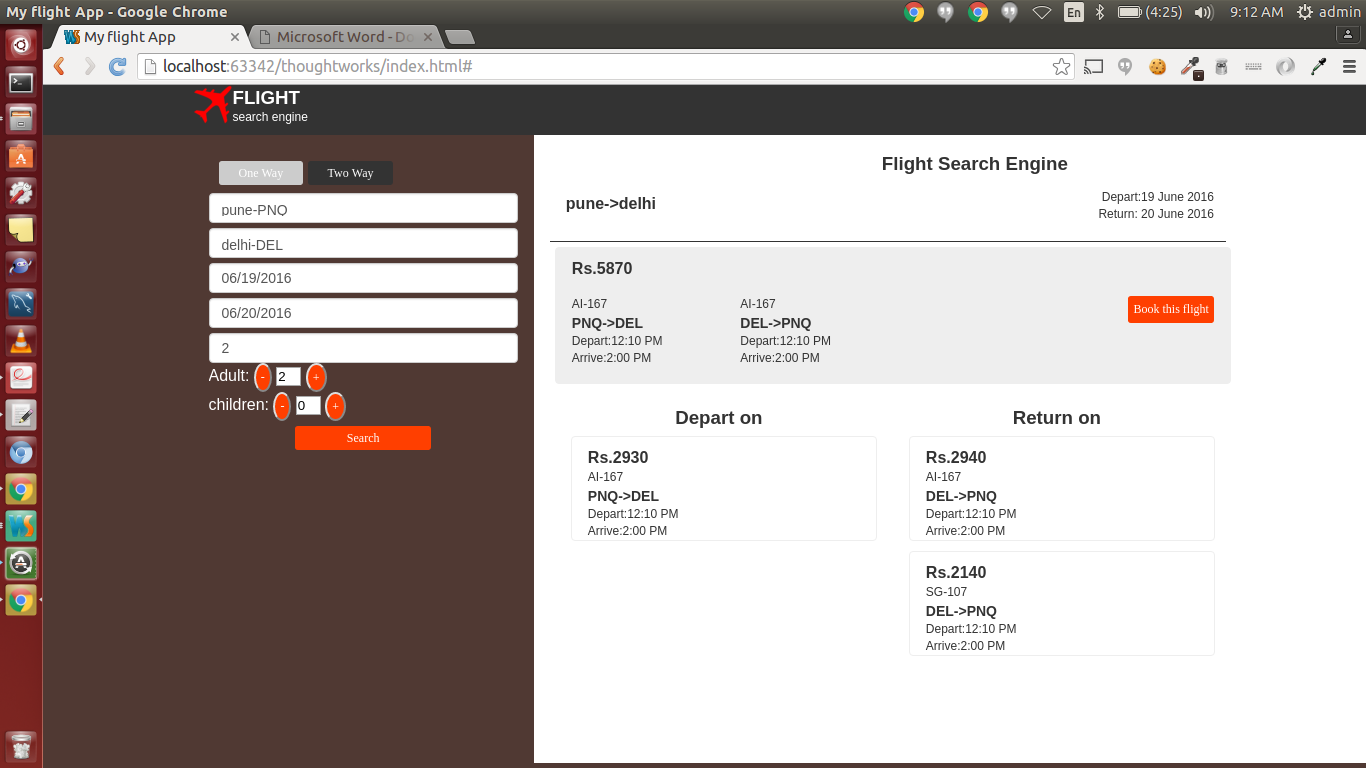 My flight App - Google Chrome
En
(4:25)
9:12 AM
admin
My flight App
Microsoft Word - Do
localhost:63342/thoughtworks/index.html#
FLIGHT
search engine
One Way
Two Way
pune-PNQ
delhi-DEL
06/19/2016
06/20/2016
2
Adult: - 2 +
children: - 0 +
Search
Flight Search Engine
pune->delhi
Depart:19 June 2016
Return: 20 June 2016
Rs.5870
AI-167
PNQ->DEL
Depart:12:10 PM
Arrive:2:00 PM
AI-167
DEL->PNQ
Depart:12:10 PM
Arrive:2:00 PM
Book this flight
Depart on
Rs.2930
AI-167
PNQ->DEL
Depart:12:10 PM
Arrive:2:00 PM
Return on
Rs.2940
AI-167
DEL->PNQ
Depart:12:10 PM
Arrive:2:00 PM
Rs.2140
SG-107
DEL->PNQ
Depart:12:10 PM
Arrive:2:00 PM